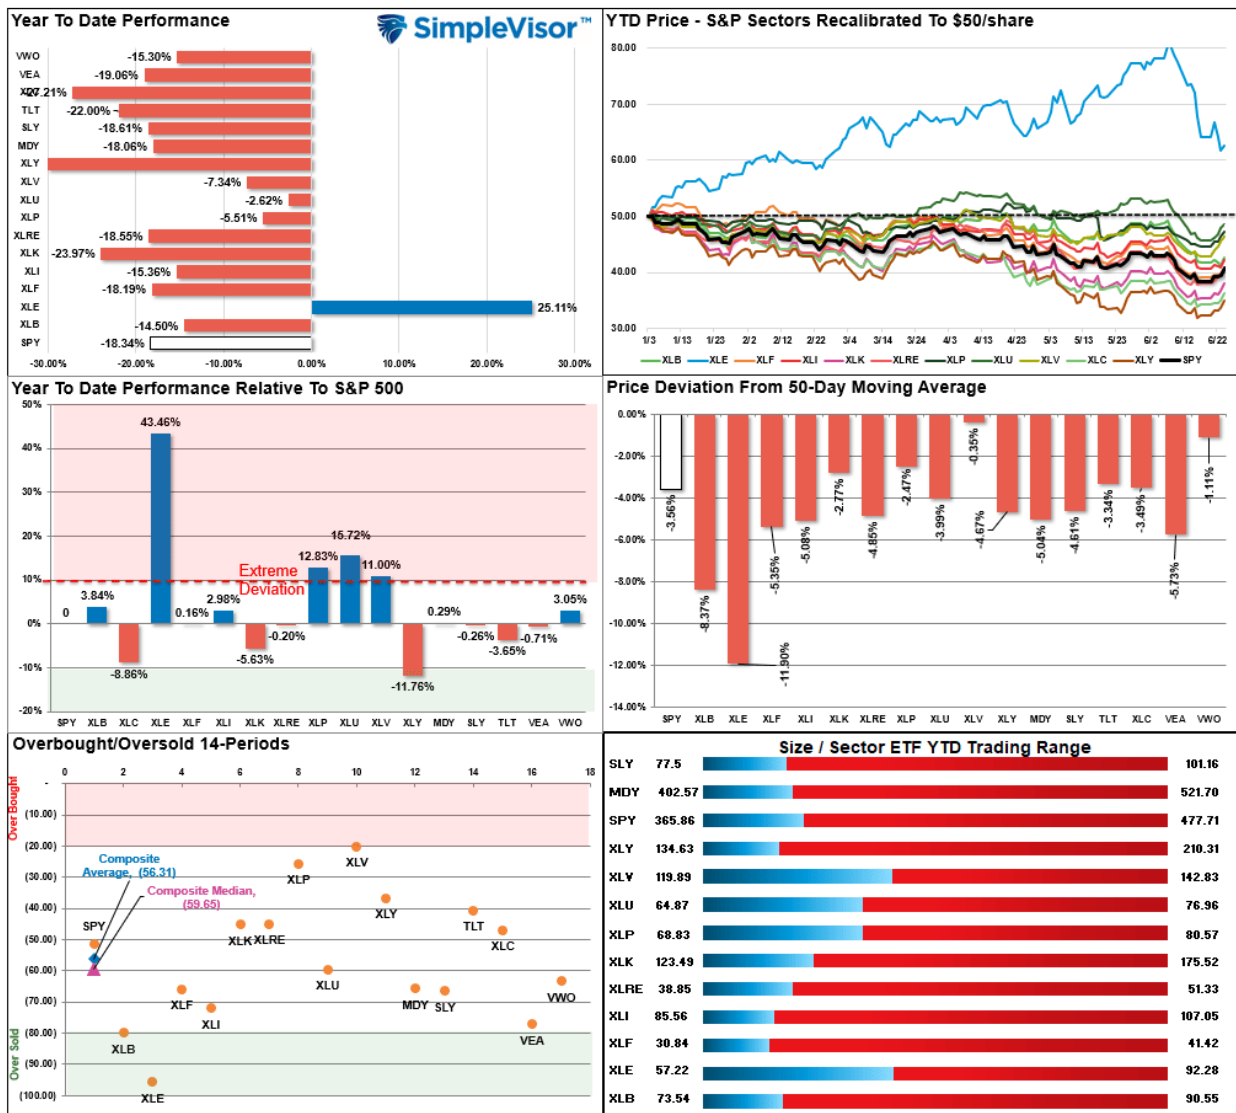 Year To Date Performance
SimpleVisor™
VWO -15.30%
VEA -19.06%
-27.21%
TLT -22.00%
SLY -18.61%
MDY -18.06%
XLY
XLV -7.34%
XLU -2.62%
XLP -5.51%
XLRE -18.55%
XLK -23.97%
XLI -15.36%
XLF -18.19%
XLE 25.11%
XLB -14.50%
SPY -18.34%
-30.00% -20.00% -10.00% 0.00% 10.00% 20.00% 30.00%
YTD Price - S&P Sectors Recalibrated To $50/share
80.00
70.00
60.00
50.00
40.00
30.00
1/3 1/13 1/23 2/2 2/12 2/22 3/4 3/14 3/24 4/3 4/13 4/23 5/3 5/13 5/23 6/2 6/12 6/22
XLB XLE XLF XLI XLK XLRE XLP XLU XLV XLC XLY SPY
Year To Date Performance Relative To S&P 500
50%
40%
30%
20%
10%
0%
-10%
-20%
0 3.84% -8.86% 43.46% 0.16% 2.98% -5.63% -0.20% 12.83% 15.72% 11.00% -11.76% 0.29% -0.26% -3.65% -0.71% 3.05%
Extreme
Deviation
SPY XLB XLC XLE XLF XLI XLK XLRE XLP XLU XLV XLY MDY SLY TLT VEA VWO
Price Deviation From 50-Day Moving Average
0.00%
-2.00%
-4.00%
-6.00%
-8.00%
-10.00%
-12.00%
-14.00%
-3.56% -8.37% -11.90% -5.35% -5.08% -2.77% -4.85% -2.47% -3.99% -0.35% -4.67% -5.04% -4.61% -3.34% -3.49% -5.73% -1.11%
SPY XLB XLE XLF XLI XLK XLRE XLP XLU XLV XLY MDY SLY TLT XLC VEA VWO
Overbought/Oversold 14-Periods
0 2 4 6 8 10 12 14 16 18
-
(10.00)
(20.00)
(30.00)
(40.00)
(50.00)
(60.00)
(70.00)
(80.00)
(90.00)
(100.00)
Over Bought
Over Sold
Composite
Average, (56.31)
Composite Median,
(59.65)
SPY
XLB
XLE
XLF
XLI
XLK
XLRE
XLP
XLU
XLV
XLY
MDY
SLY
TLT
XLC
VEA
VWO
Size / Sector ETF YTD Trading Range
SLY 77.5 101.16
MDY 402.57 521.70
SPY 365.86 477.71
XLY 134.63 210.31
XLV 119.89 142.83
XLU 64.87 76.96
XLP 68.83 80.57
XLK 123.49 175.52
XLRE 38.85 51.33
XLI 85.56 107.05
XLF 30.84 41.42
XLE 57.22 92.28
XLB 73.54 90.55